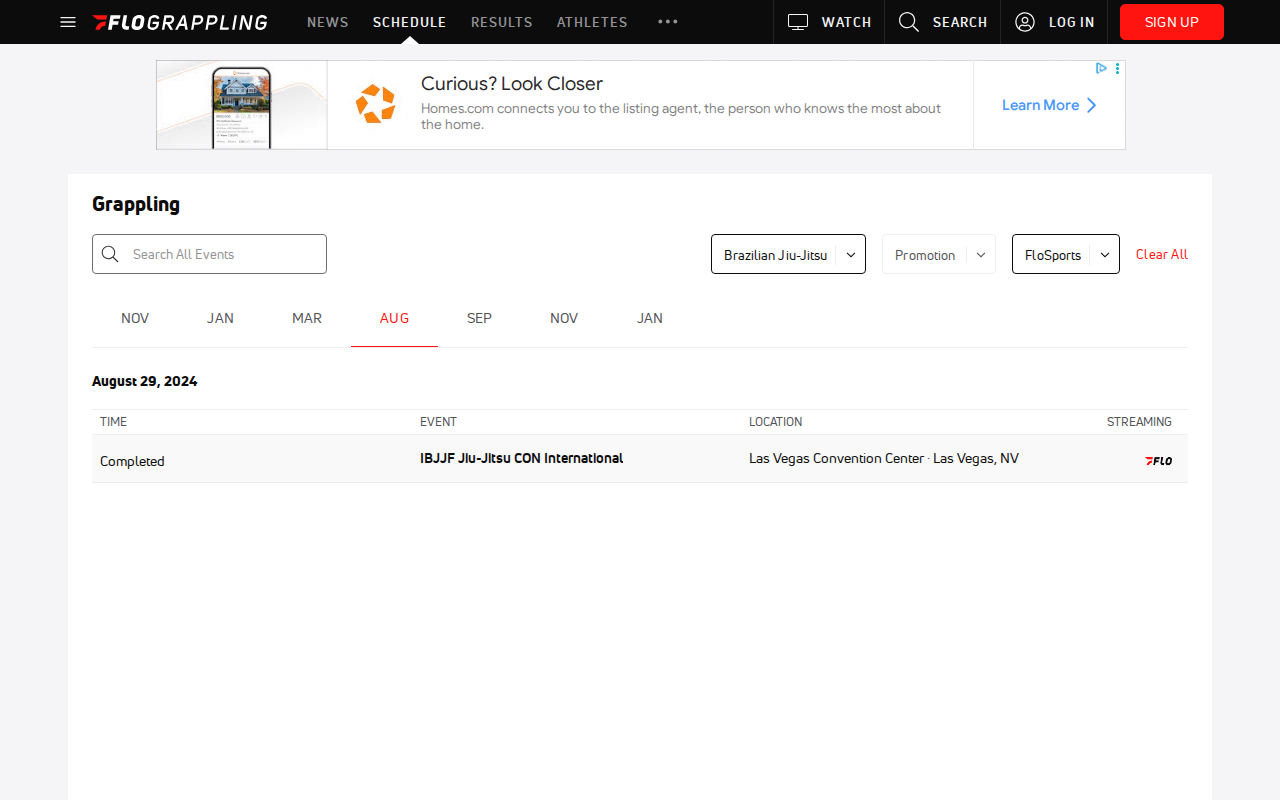 FLOGRAPPLING NEWS SCHEDULE RESULTS ATHLETES WATCH SEARCH LOG IN SIGN UP
Curious? Look Closer
Homes.com connects you to the listing agent, the person who knows the most about
the home.
Learn More
Grappling
Search All Events Brazilian Jiu-Jitsu Promotion FloSports Clear All
NOV JAN MAR AUG SEP NOV JAN
August 29, 2024
TIME EVENT LOCATION STREAMING
Completed IBJJF Jiu-Jitsu CON International Las Vegas Convention Center · Las Vegas, NV FLO